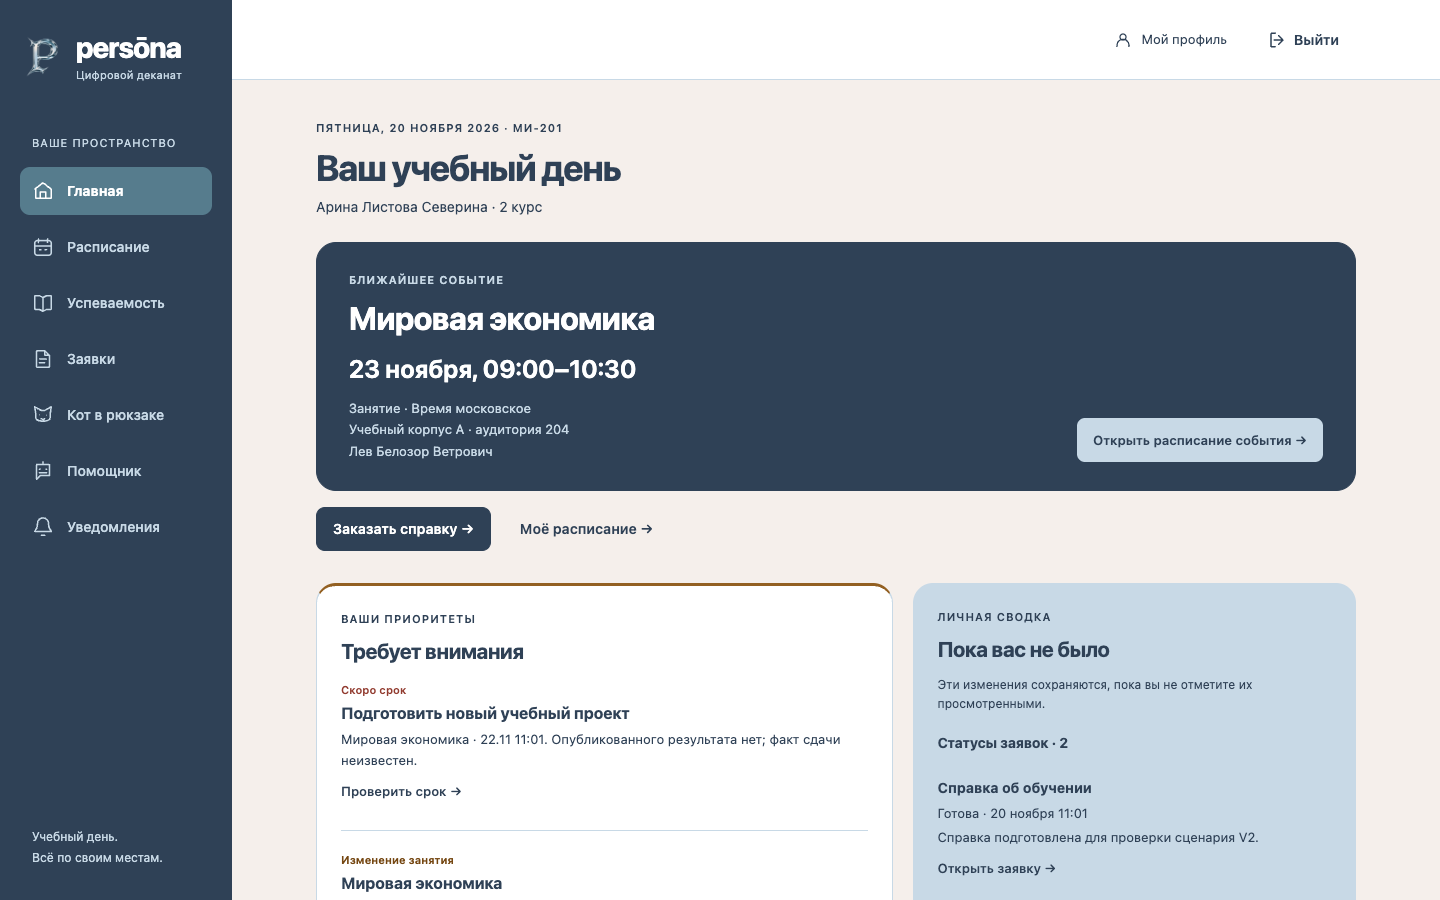 persōna
Цифровой деканат
ВАШЕ ПРОСТРАНСТВО
Главная
Расписание
Успеваемость
Заявки
Кот в рюкзаке
Помощник
Уведомления
Учебный день.
Всё по своим местам.
Мой профиль
Выйти
ПЯТНИЦА, 20 НОЯБРЯ 2026 · МИ-201
Ваш учебный день
Арина Листова Северина · 2 курс
БЛИЖАЙШЕЕ СОБЫТИЕ
Мировая экономика
23 ноября, 09:00–10:30
Занятие · Время московское
Учебный корпус А · аудитория 204
Лев Белозор Ветрович
Открыть расписание события →
Заказать справку →
Моё расписание →
ВАШИ ПРИОРИТЕТЫ
Требует внимания
Скоро срок
Подготовить новый учебный проект
Мировая экономика · 22.11 11:01. Опубликованного результата нет; факт сдачи
неизвестен.
Проверить срок →
Изменение занятия
Мировая экономика
ЛИЧНАЯ СВОДКА
Пока вас не было
Эти изменения сохраняются, пока вы не отметите их
просмотренными.
Статусы заявок · 2
Справка об обучении
Готова · 20 ноября 11:01
Справка подготовлена для проверки сценария V2.
Открыть заявку →